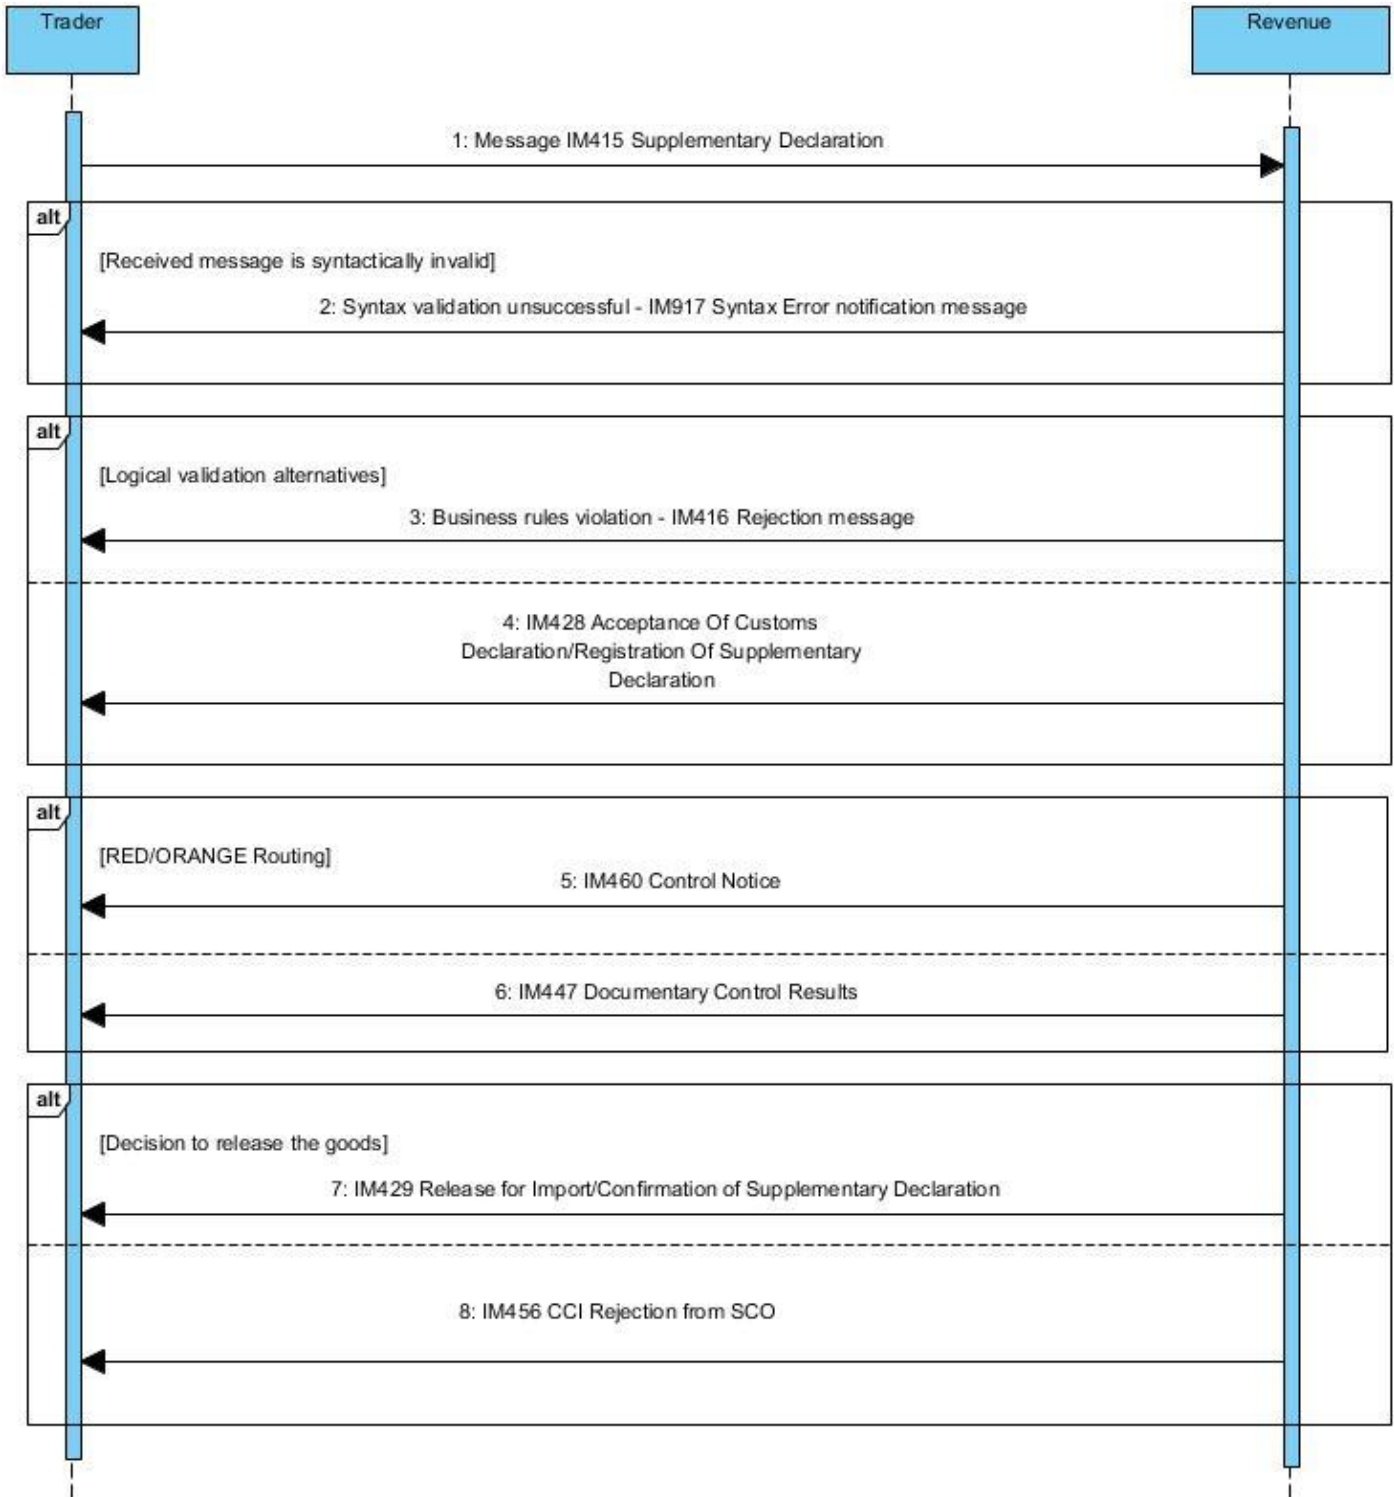 Trader
Revenue
1: Message IM415 Supplementary Declaration
alt
[Received message is syntactically invalid]
2: Syntax validation unsuccessful - IM917 Syntax Error notification message
alt
[Logical validation alternatives]
3: Business rules violation - IM416 Rejection message
4: IM428 Acceptance Of Customs
Declaration/Registration Of Supplementary
Declaration
alt
[RED/ORANGE Routing]
5: IM460 Control Notice
6: IM447 Documentary Control Results
alt
[Decision to release the goods]
7: IM429 Release for Import/Confirmation of Supplementary Declaration
8: IM456 CCI Rejection from SCO